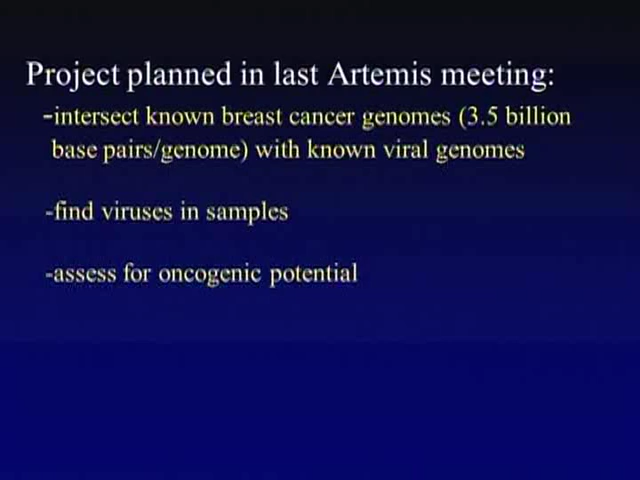 Project planned in last Artemis meeting:
-intersect known breast cancer genomes (3.5 billion
base pairs/genome) with known viral genomes
-find viruses in samples
-assess for oncogenic potential